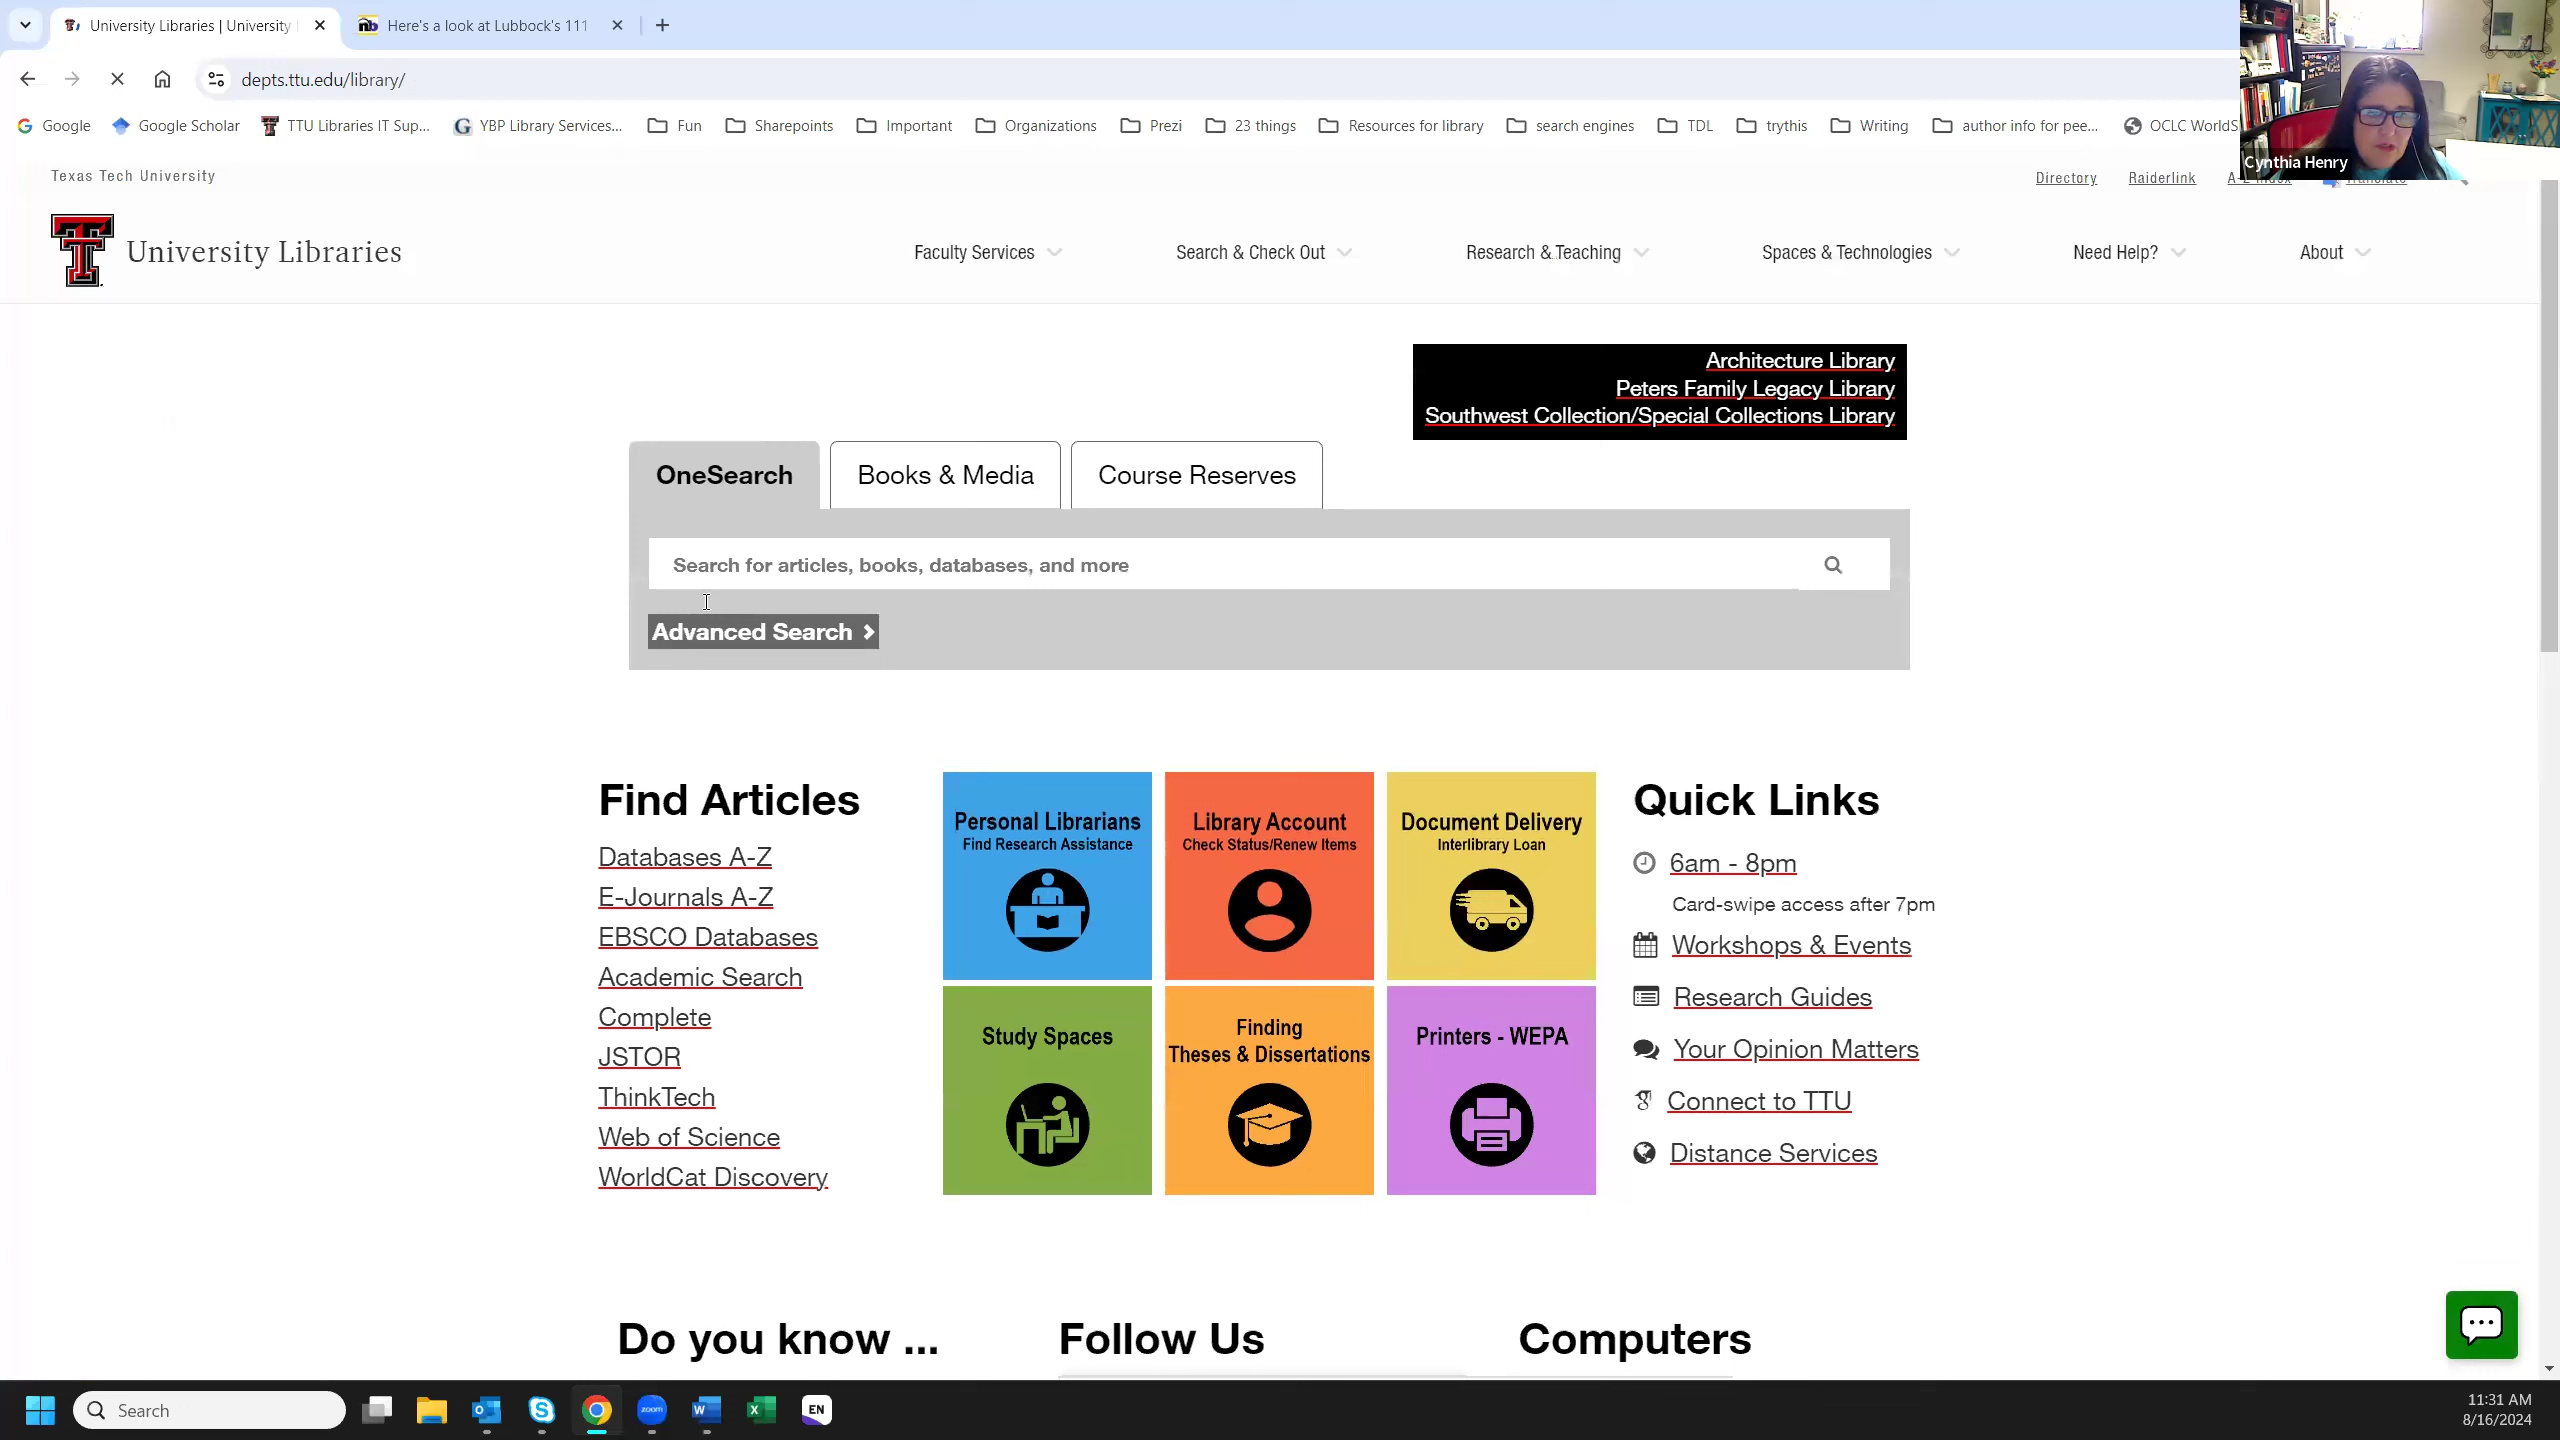 University Libraries | University
Here's a look at Lubbock's 111
depts.ttu.edu/library/
Google
Google Scholar
TTU Libraries IT Sup...
YBP Library Services...
Fun
Sharepoints
Important
Organizations
Prezi
23 things
Resources for library
search engines
TDL
trythis
Writing
author info for pee...
OCLC WorldS
Cynthia Henry
Texas Tech University
Directory
Raiderlink
A-Z Index
Translate
University Libraries
Faculty Services
Search & Check Out
Research & Teaching
Spaces & Technologies
Need Help?
About
Architecture Library
Peters Family Legacy Library
Southwest Collection/Special Collections Library
OneSearch
Books & Media
Course Reserves
Search for articles, books, databases, and more
Advanced Search
Find Articles
Databases A-Z
E-Journals A-Z
EBSCO Databases
Academic Search
Complete
JSTOR
ThinkTech
Web of Science
WorldCat Discovery
Personal Librarians
Find Research Assistance
Library Account
Check Status/Renew Items
Document Delivery
Interlibrary Loan
Study Spaces
Finding
Theses & Dissertations
Printers - WEPA
Quick Links
6am - 8pm
Card-swipe access after 7pm
Workshops & Events
Research Guides
Your Opinion Matters
Connect to TTU
Distance Services
Do you know ...
Follow Us
Computers
Search
zoom
EN
11:31 AM
8/16/2024